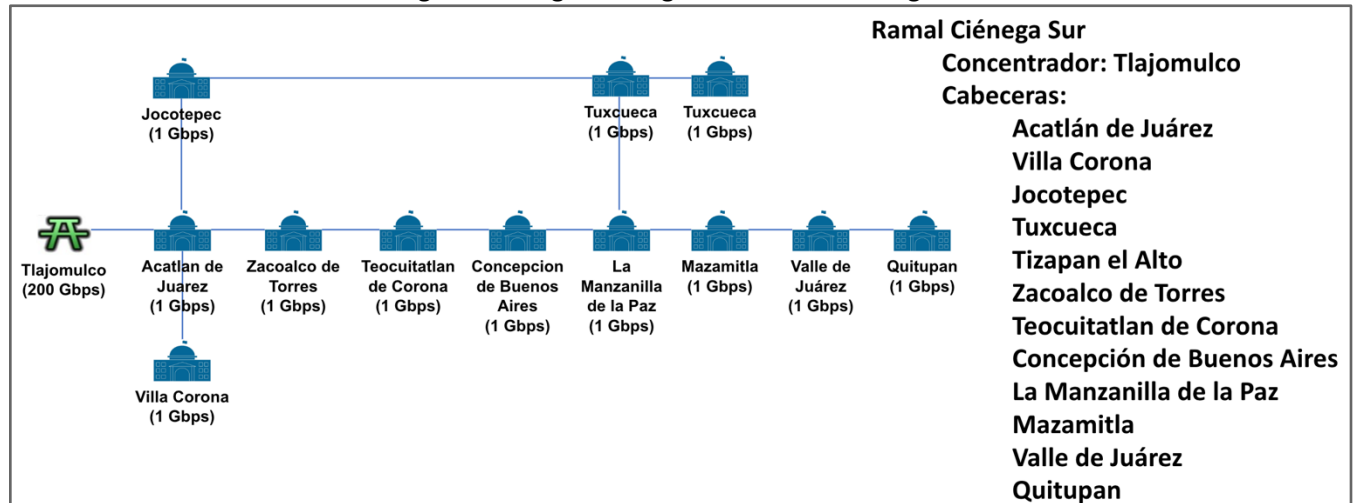 Ramal Ciénega Sur
Concentrador: Tlajomulco
Cabeceras:
Acatlán de Juárez
Villa Corona
Jocotepec
Tuxcueca
Tizapan el Alto
Zacoalco de Torres
Teocuitatlan de Corona
Concepción de Buenos Aires
La Manzanilla de la Paz
Mazamitla
Valle de Juárez
Quitupan
Jocotepec
(1 Gbps)
Tuxcueca
(1 Gbps)
Tuxcueca
(1 Gbps)
Tlajomulco
(200 Gbps)
Acatlan de
Juarez
(1 Gbps)
Zacoalco de
Torres
(1 Gbps)
Teocuitatlan
de Corona
(1 Gbps)
Concepcion
de Buenos
Aires
(1 Gbps)
La
Manzanilla
de la Paz
(1 Gbps)
Mazamitla
(1 Gbps)
Valle de
Juárez
(1 Gbps)
Quitupan
(1 Gbps)
Villa Corona
(1 Gbps)